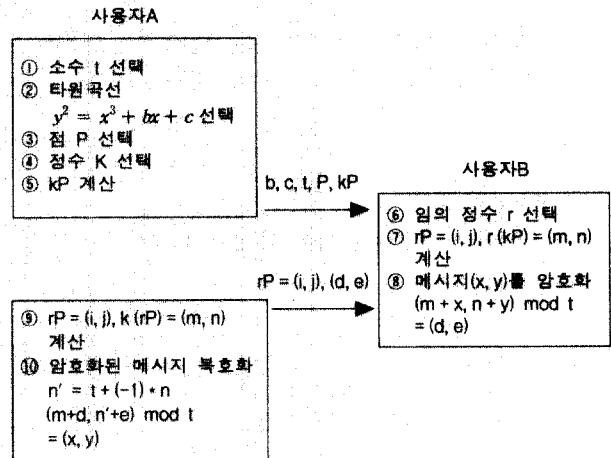 사용자A
① 소수 t 선택
② 타원곡선
y² = x³ + bx + c 선택
③ 점 P 선택
④ 정수 K 선택
⑤ kP 계산
b, c, t, P, kP
사용자B
⑥ 임의 정수 r 선택
⑦ rP = (i, j), r (kP) = (m, n)
계산
⑧ 메시지(x, y)를 암호화
(m + x, n + y) mod t
= (d, e)
rP = (i, j), (d, e)
⑨ rP = (i, j), k (rP) = (m, n)
계산
⑩ 암호화된 메시지 복호화
n′ = t + (-1) * n
(m+d, n′+e) mod t
= (x, y)